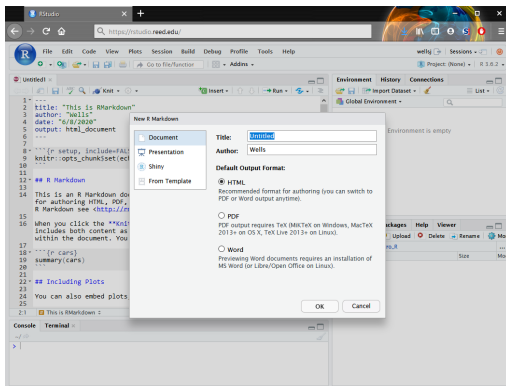 RStudio
https://rstudio.reed.edu/
File Edit Code View Plots Session Build Debug Profile Tools Help
wellsj Sessions
Go to file/function Addins
Project: (None) R 3.6.2
Untitled1
Knit Insert Run
1 ---
2 title: "This is RMarkdown"
3 author: "Wells"
4 date: "6/8/2020"
5 output: html_document
6 ---
7
8 ```{r setup, include=FAL
9 knitr::opts_chunk$set(ec
10 ```
11
12 ## R Markdown
13
14 This is an R Markdown do
for authoring HTML, PDF,
R Markdown see <http://r
15
16 When you click the **Kni
includes both content as
within the document. You
17
18 ```{r cars}
19 summary(cars)
20 ```
21
22 ## Including Plots
23
24 You can also embed plots
25
2:1 This is RMarkdown
Console Terminal
>
New R Markdown
Document
Presentation
Shiny
From Template
Title: Untitled
Author: Wells
Default Output Format:
HTML
Recommended format for authoring (you can switch to
PDF or Word output anytime).
PDF
PDF output requires TeX (MiKTeX on Windows, MacTeX
2013+ on OS X, TeX Live 2013+ on Linux).
Word
Previewing Word documents requires an installation of
MS Word (or Libre/Open Office on Linux).
OK Cancel
Environment History Connections
Import Dataset List
Global Environment
Environment is empty
ackages Help Viewer
Upload Delete Rename Mo
Size Mo